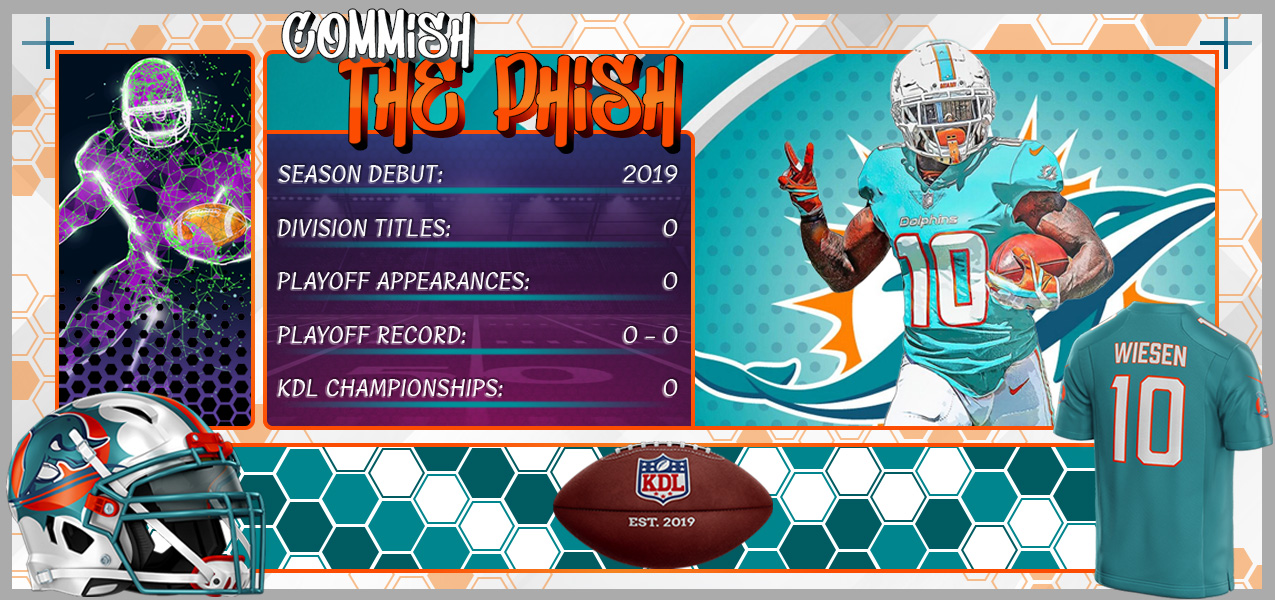 COMMiSH
THE PHiSH
SEASON DEBUT: 2019
DIVISION TITLES: 0
PLAYOFF APPEARANCES: 0
PLAYOFF RECORD: 0 - 0
KDL CHAMPIONSHIPS: 0
50
Dolphins
10
WIESEN
10
KDL
EST. 2019